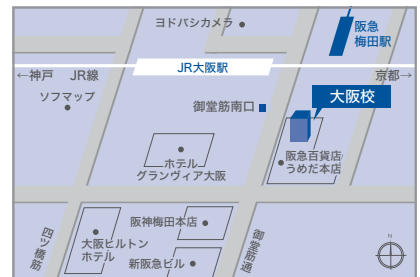 ヨドバシカメラ
阪急
梅田駅
JR大阪駅
←神戸 JR線
京都→
ソフマップ
御堂筋南口
大阪校
阪急百貨店
うめだ本店
ホテル
グランヴィア大阪
阪神梅田本店
四ツ橋筋
大阪ヒルトン
ホテル
新阪急ビル
御堂筋通
N